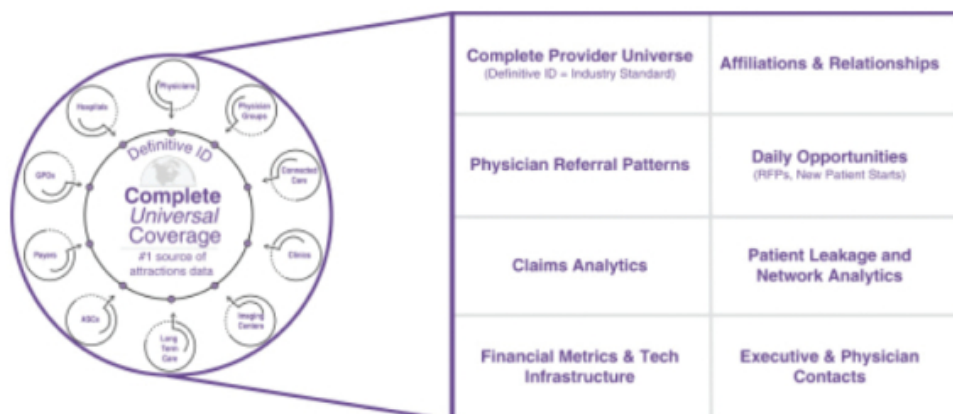 Physicians
Hospitals
Physician
Groups
GPOs
Connected
Care
Payers
Clinics
ASCs
Imaging
Centers
Long
Term
Care
Definitive ID
Complete
Universal
Coverage
#1 source of
attractions data
Complete Provider Universe
(Definitive ID = Industry Standard)
Affiliations & Relationships
Physician Referral Patterns
Daily Opportunities
(RFPs, New Patient Starts)
Claims Analytics
Patient Leakage and
Network Analytics
Financial Metrics & Tech
Infrastructure
Executive & Physician
Contacts